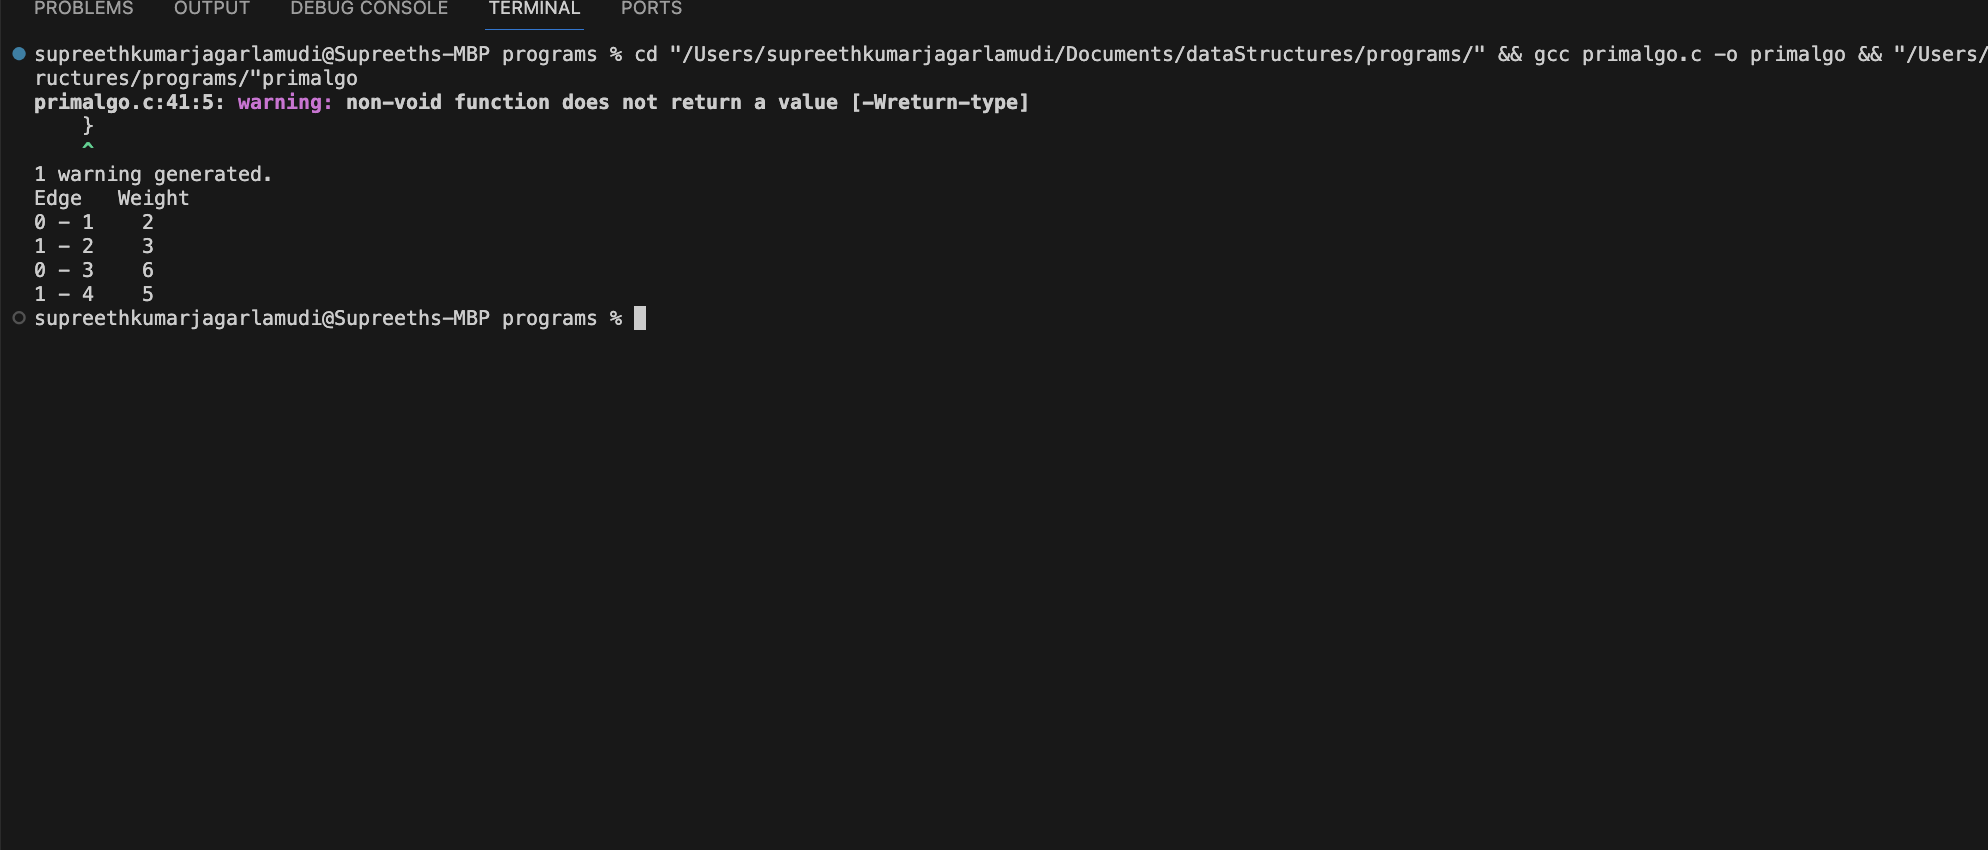 PROBLEMS OUTPUT DEBUG CONSOLE TERMINAL PORTS
supreethkumarjagarlamudi@Supreeths-MBP programs % cd "/Users/supreethkumarjagarlamudi/Documents/dataStructures/programs/" && gcc primalgo.c -o primalgo && "/Users/
ructures/programs/"primalgo
primalgo.c:41:5: warning: non-void function does not return a value [-Wreturn-type]
    }
    ^
1 warning generated.
Edge   Weight
0 - 1    2
1 - 2    3
0 - 3    6
1 - 4    5
supreethkumarjagarlamudi@Supreeths-MBP programs %